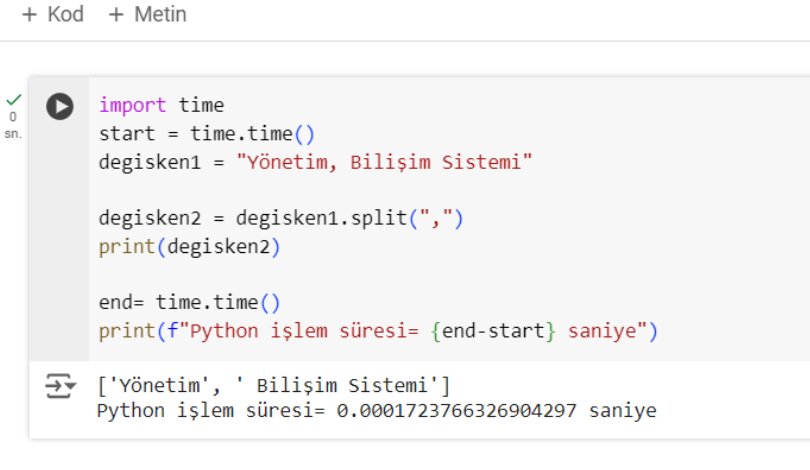 + Kod + Metin
import time
0
start = time.time()
sn.
degisken1 = "Yönetim, Bilişim Sistemi"
degisken2 = degisken1.split(",")
print(degisken2)
end= time.time()
print(f"Python işlem süresi= {end-start} saniye")
['Yönetim', ' Bilişim Sistemi']
Python işlem süresi= 0.0001723766326904297 saniye